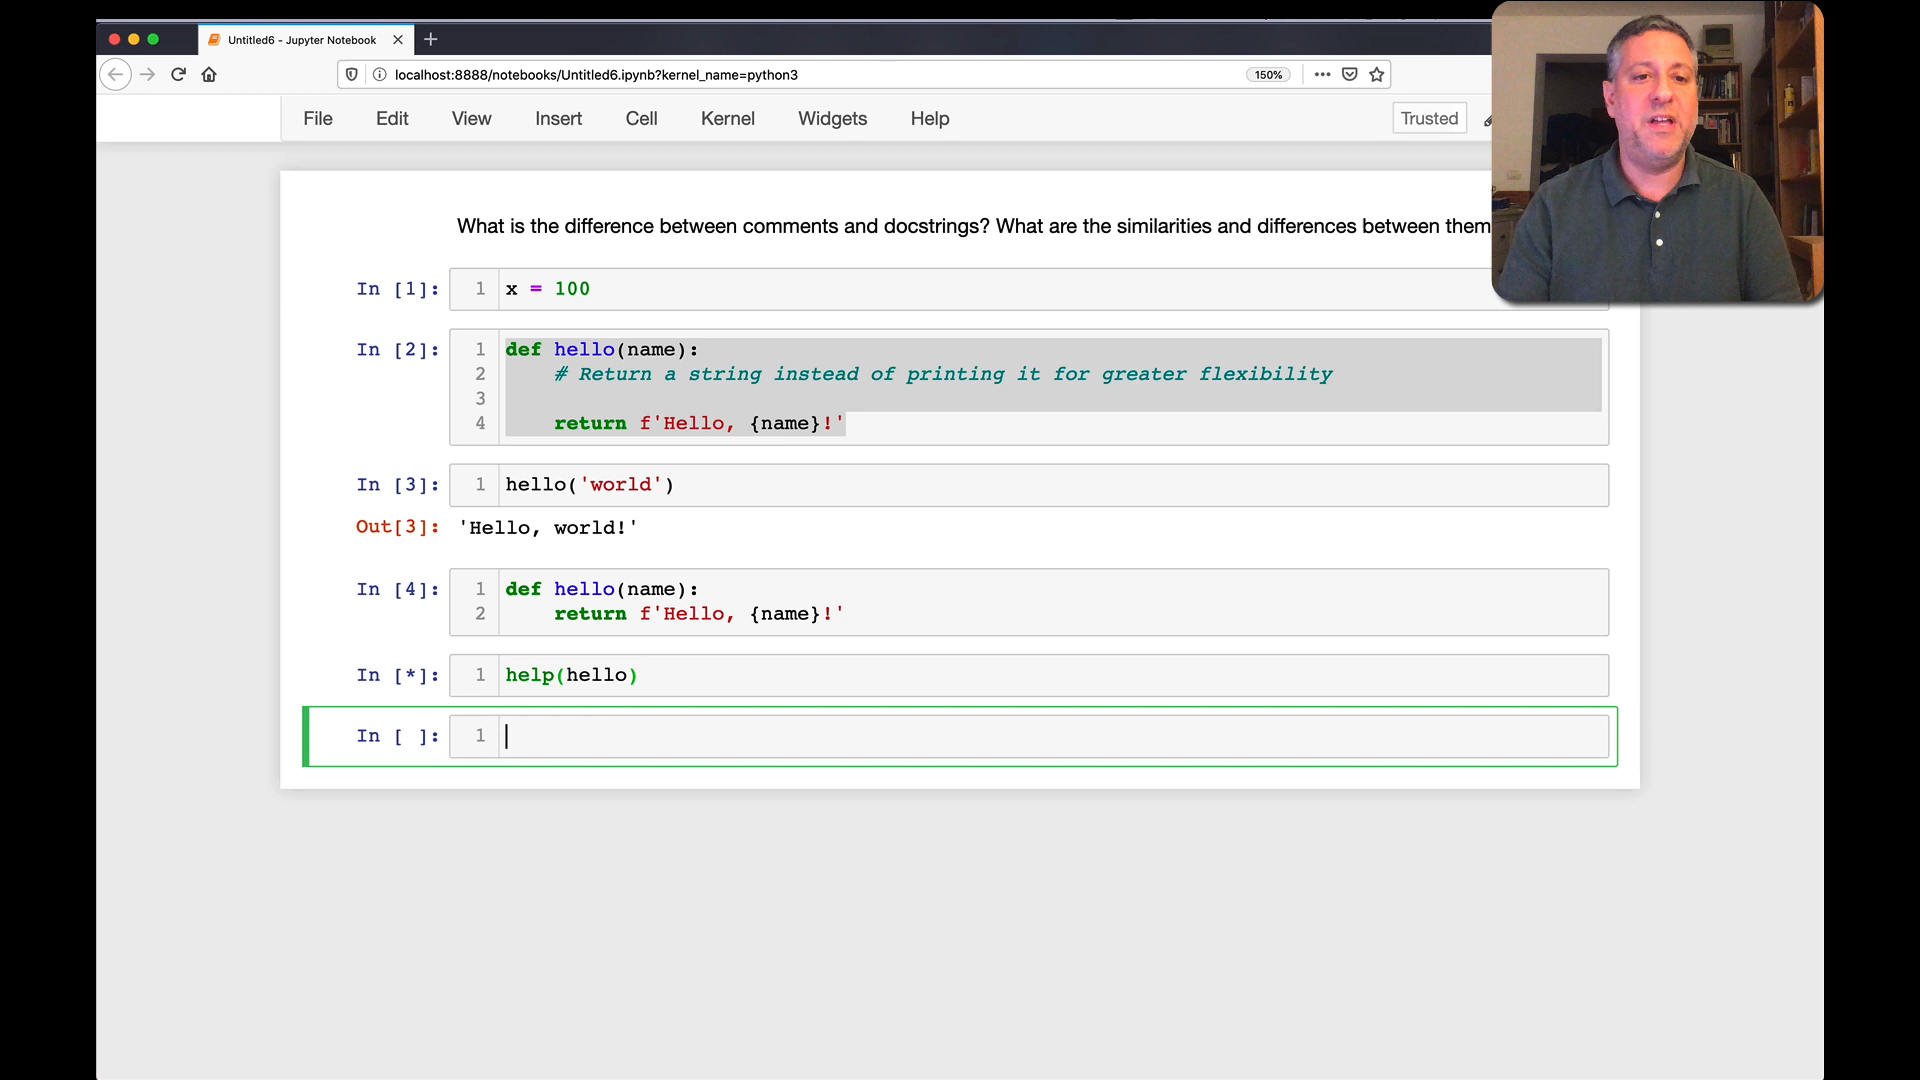 Untitled6 - Jupyter Notebook
localhost:8888/notebooks/Untitled6.ipynb?kernel_name=python3
150%
File Edit View Insert Cell Kernel Widgets Help
Trusted
What is the difference between comments and docstrings? What are the similarities and differences between them
In [1]: 1 x = 100
In [2]: 1 def hello(name):
2 # Return a string instead of printing it for greater flexibility
3
4 return f'Hello, {name}!'
In [3]: 1 hello('world')
Out[3]: 'Hello, world!'
In [4]: 1 def hello(name):
2 return f'Hello, {name}!'
In [*]: 1 help(hello)
In [ ]: 1